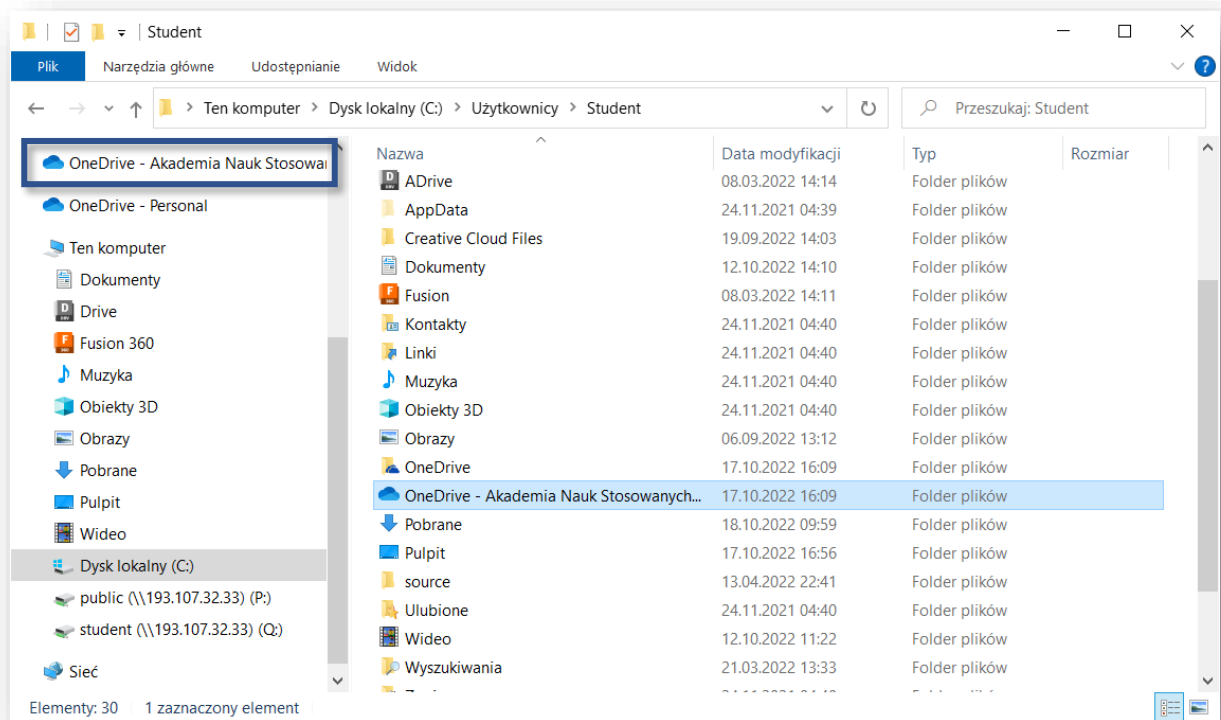 Student
Plik Narzędzia główne Udostępnianie Widok
Ten komputer > Dysk lokalny (C:) > Użytkownicy > Student
Przeszukaj: Student
OneDrive - Akademia Nauk Stosowa
OneDrive - Personal
Ten komputer
Dokumenty
Drive
Fusion 360
Muzyka
Obiekty 3D
Obrazy
Pobrane
Pulpit
Wideo
Dysk lokalny (C:)
public (\\193.107.32.33) (P:)
student (\\193.107.32.33) (Q:)
Sieć
Nazwa Data modyfikacji Typ Rozmiar
ADrive 08.03.2022 14:14 Folder plików
AppData 24.11.2021 04:39 Folder plików
Creative Cloud Files 19.09.2022 14:03 Folder plików
Dokumenty 12.10.2022 14:10 Folder plików
Fusion 08.03.2022 14:11 Folder plików
Kontakty 24.11.2021 04:40 Folder plików
Linki 24.11.2021 04:40 Folder plików
Muzyka 24.11.2021 04:40 Folder plików
Obiekty 3D 24.11.2021 04:40 Folder plików
Obrazy 06.09.2022 13:12 Folder plików
OneDrive 17.10.2022 16:09 Folder plików
OneDrive - Akademia Nauk Stosowanych... 17.10.2022 16:09 Folder plików
Pobrane 18.10.2022 09:59 Folder plików
Pulpit 17.10.2022 16:56 Folder plików
source 13.04.2022 22:41 Folder plików
Ulubione 24.11.2021 04:40 Folder plików
Wideo 12.10.2022 11:22 Folder plików
Wyszukiwania 21.03.2022 13:33 Folder plików
Elementy: 30 1 zaznaczony element